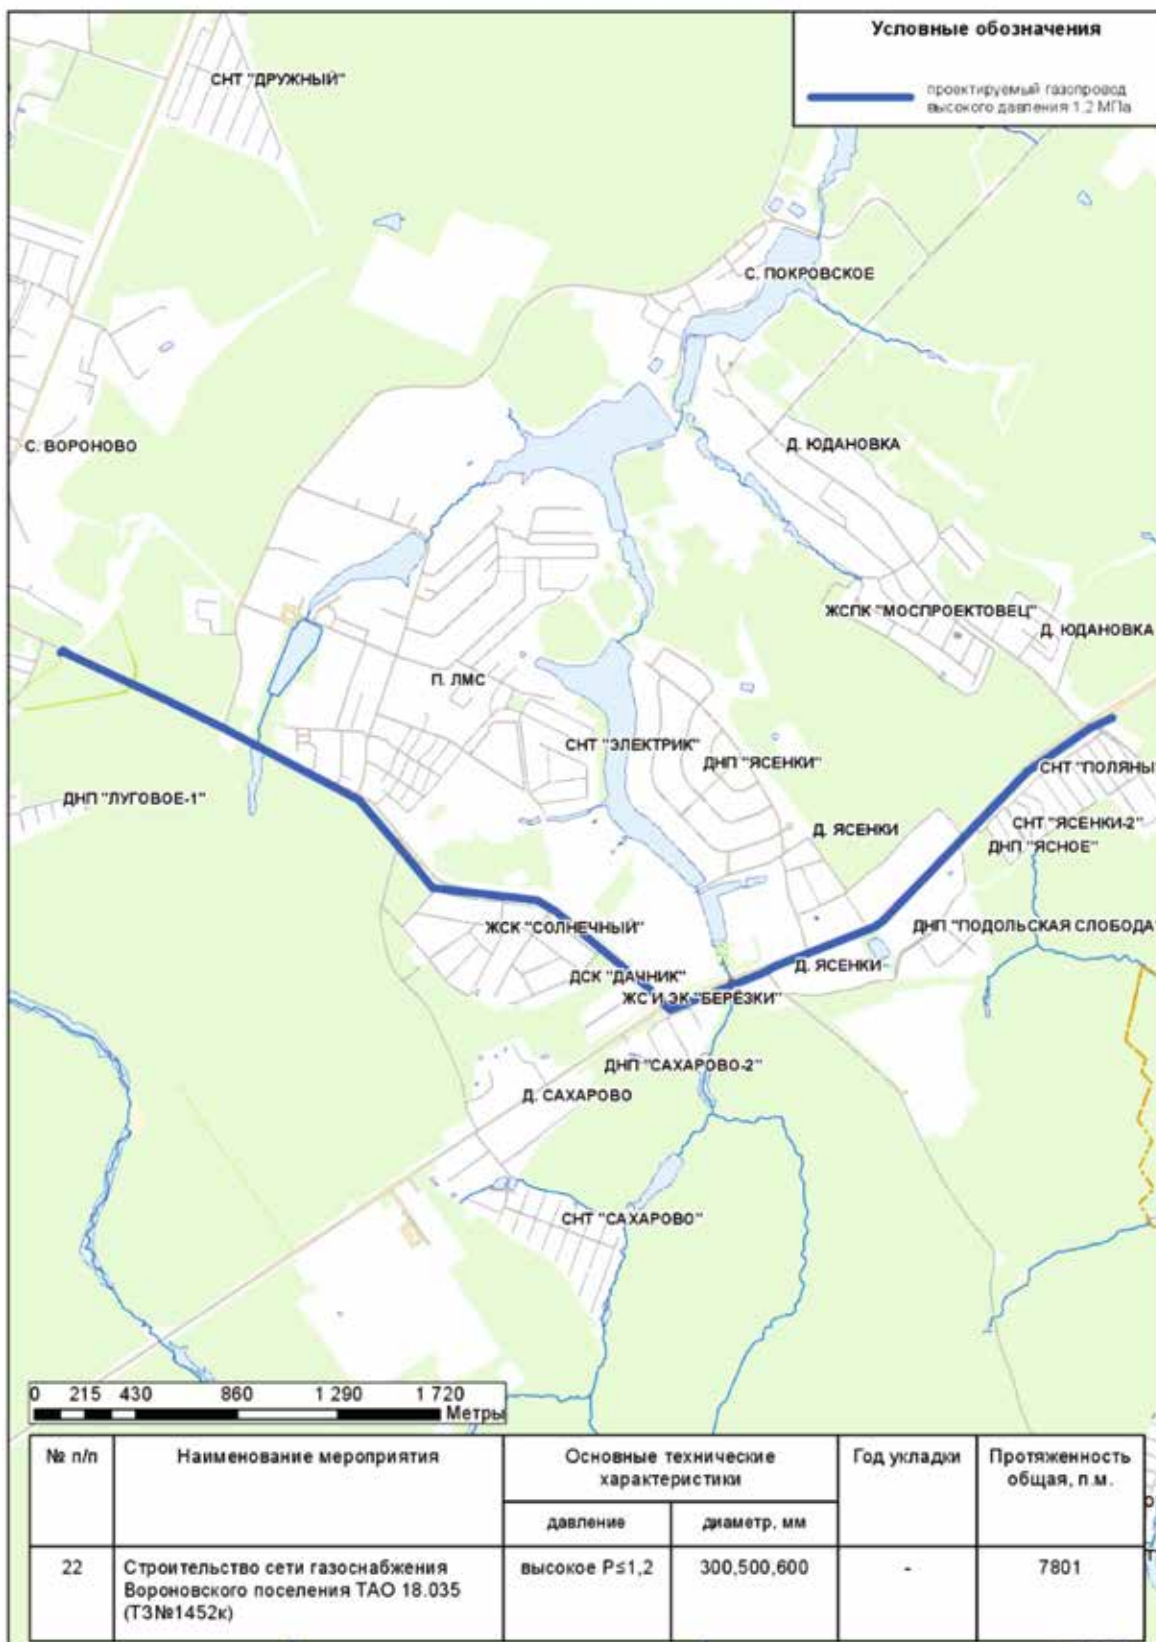 Условные обозначения
проектируемый газопровод
высокого давления 1,2 МПа
СНТ "ДРУЖНЫЙ"
С. ПОКРОВСКОЕ
С. ВОРОНОВО
Д. ЮДАНОВКА
ЖСПК "МОСПРОЕКТОВЕЦ"
Д. ЮДАНОВКА
П. ЛМС
СНТ "ЭЛЕКТРИК"
ДНП "ЯСЕНКИ"
СНТ "ПОЛЯНЫ
ДНП "ЛУГОВОЕ-1"
Д. ЯСЕНКИ
СНТ "ЯСЕНКИ-2"
ДНП "ЯСНОЕ"
ЖСК "СОЛНЕЧНЫЙ"
ДНП "ПОДОЛЬСКАЯ СЛОБОДА"
Д. ЯСЕНКИ
ДСК "ДАЧНИК"
ЖС И ЭК "БЕРЁЗКИ"
ДНП "САХАРОВО-2"
Д. САХАРОВО
СНТ "САХАРОВО"
0 215 430 860 1 290 1 720
Метры
№ п/п
Наименование мероприятия
Основные технические
характеристики
Год укладки
Протяженность
общая, п.м.
давление
диаметр, мм
22
Строительство сети газоснабжения
Вороновского поселения ТАО 18.035
(ТЗ№1452к)
высокое Р≤1,2
300,500,600
-
7801